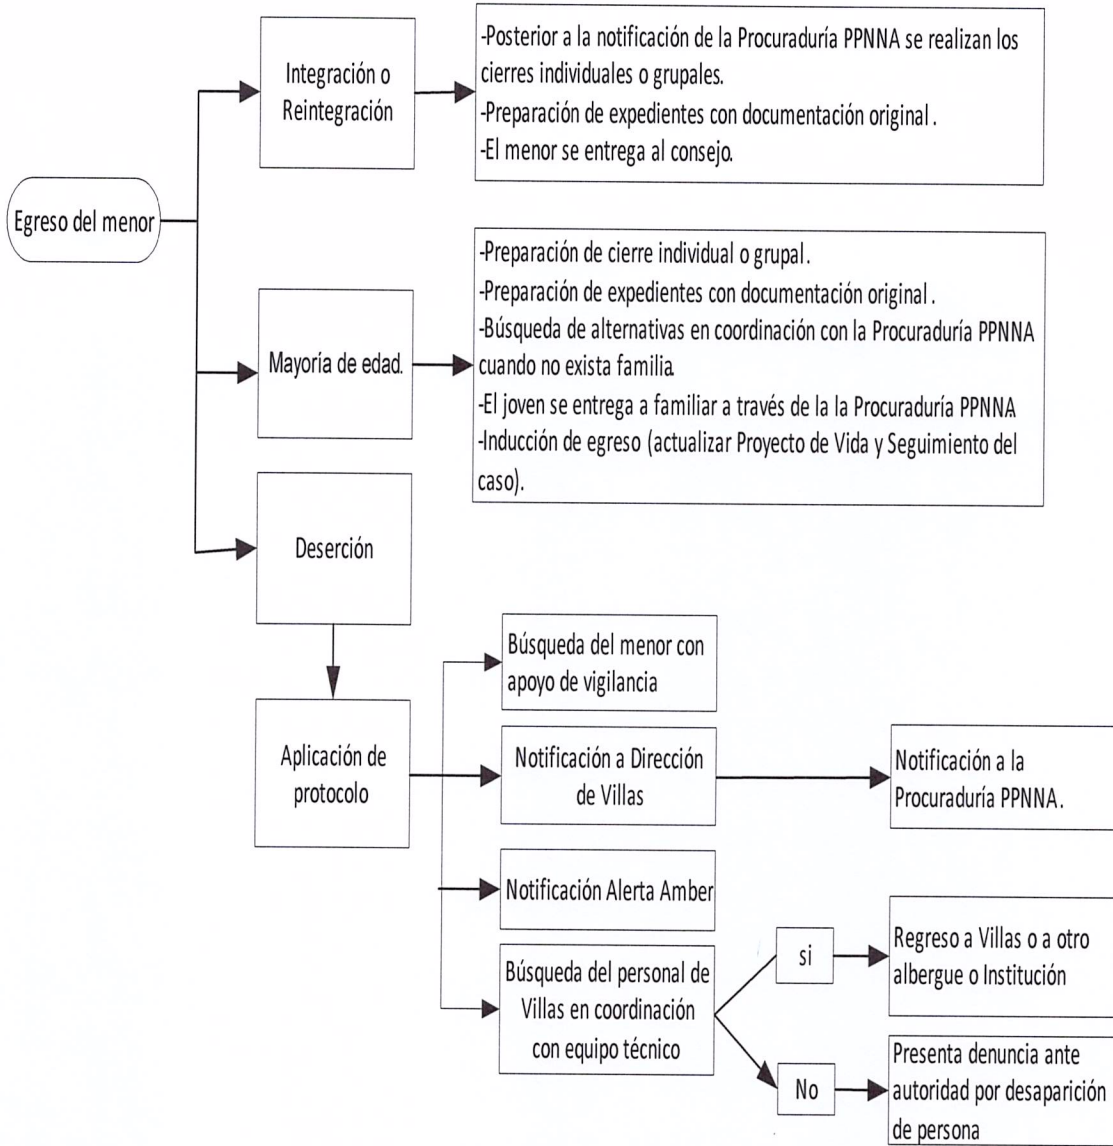 Egreso del menor
Integración o
Reintegración
-Posterior a la notificación de la Procuraduría PPNNA se realizan los
cierres individuales o grupales.
-Preparación de expedientes con documentación original .
-El menor se entrega al consejo.
Mayoría de edad.
-Preparación de cierre individual o grupal.
-Preparación de expedientes con documentación original .
-Búsqueda de alternativas en coordinación con la Procuraduría PPNNA
cuando no exista familia.
-El joven se entrega a familiar a través de la la Procuraduría PPNNA.
-Inducción de egreso (actualizar Proyecto de Vida y Seguimiento del
caso).
Deserción
Aplicación de
protocolo
Búsqueda del menor con
apoyo de vigilancia
Notificación a Dirección
de Villas
Notificación a la
Procuraduría PPNNA.
Notificación Alerta Amber
Búsqueda del personal de
Villas en coordinación
con equipo técnico
si
Regreso a Villas o a otro
albergue o Institución
No
Presenta denuncia ante
autoridad por desaparición
de persona